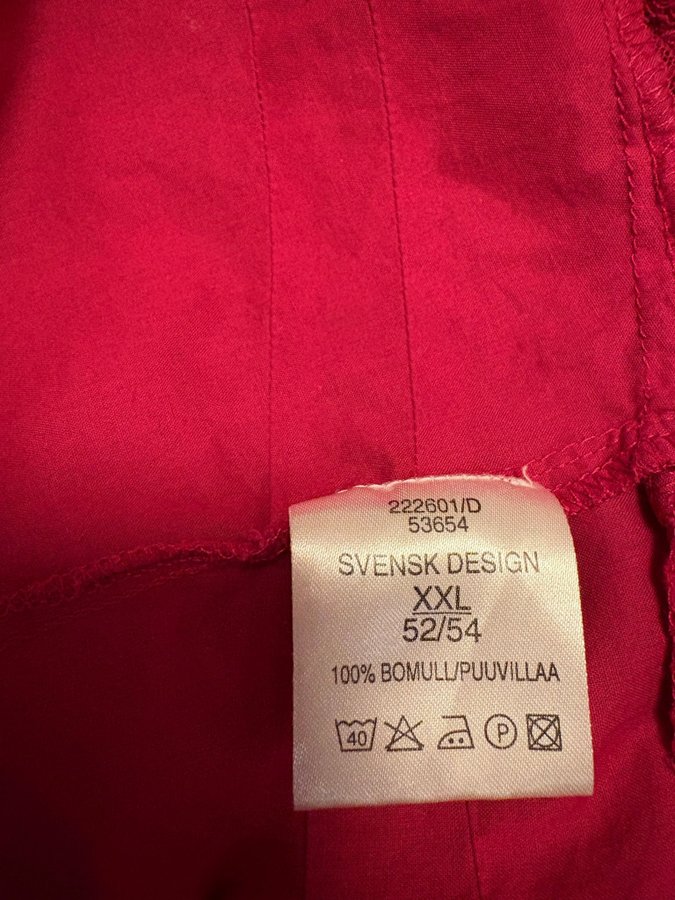 222601/D
53654
SVENSK DESIGN
XXL
52/54
100% BOMULL/PUUVILLAA
40 P